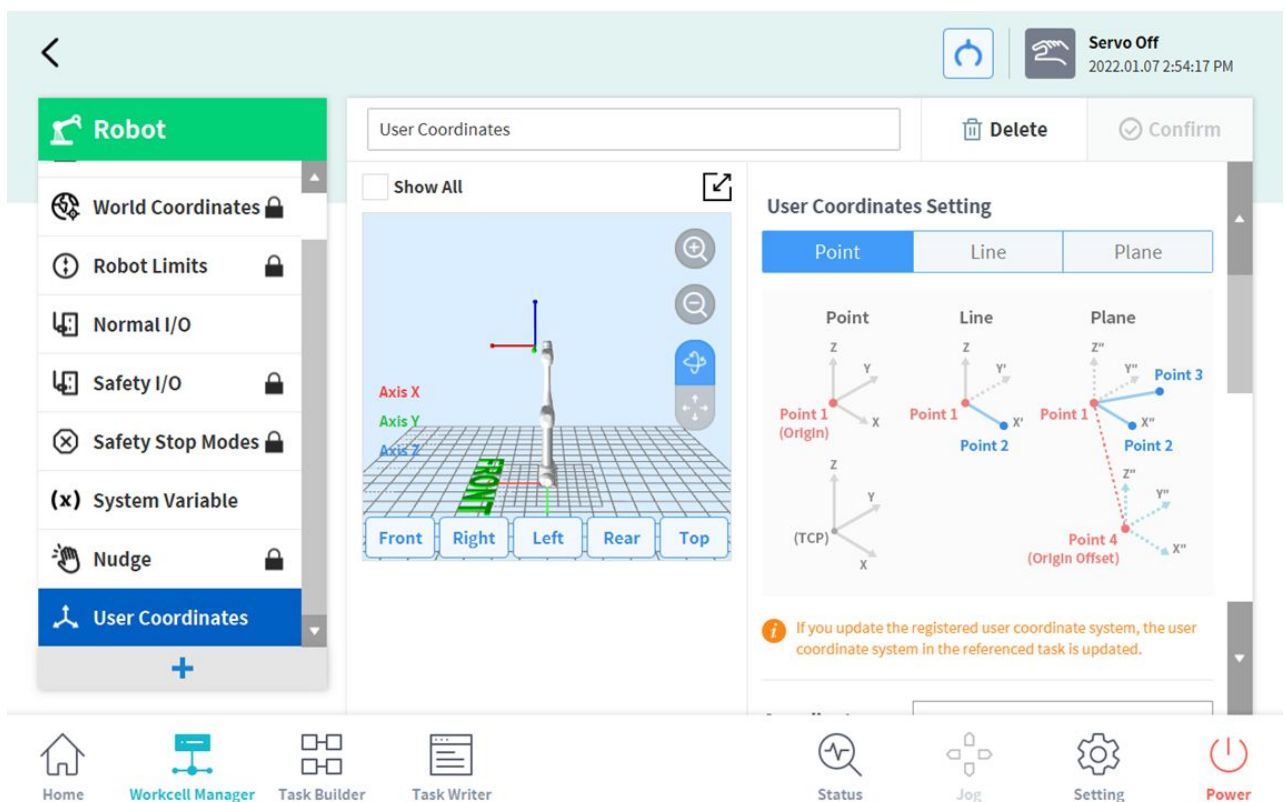 Servo Off
2022.01.07 2:54:17 PM
Robot
World Coordinates
Robot Limits
Normal I/O
Safety I/O
Safety Stop Modes
(x) System Variable
Nudge
User Coordinates
+
User Coordinates
Delete
Confirm
Show All
Axis X
Axis Y
Axis Z
FRONT
Front
Right
Left
Rear
Top
User Coordinates Setting
Point
Line
Plane
Point
Z
Y
X
Point 1
(Origin)
Z
Y
X
(TCP)
Line
Z
Y'
X'
Point 1
Point 2
Plane
Z"
Y"
X"
Point 1
Point 2
Point 3
Z"
Y"
X"
Point 4
(Origin Offset)
If you update the registered user coordinate system, the user
coordinate system in the referenced task is updated.
Home
Workcell Manager
Task Builder
Task Writer
Status
Jog
Setting
Power